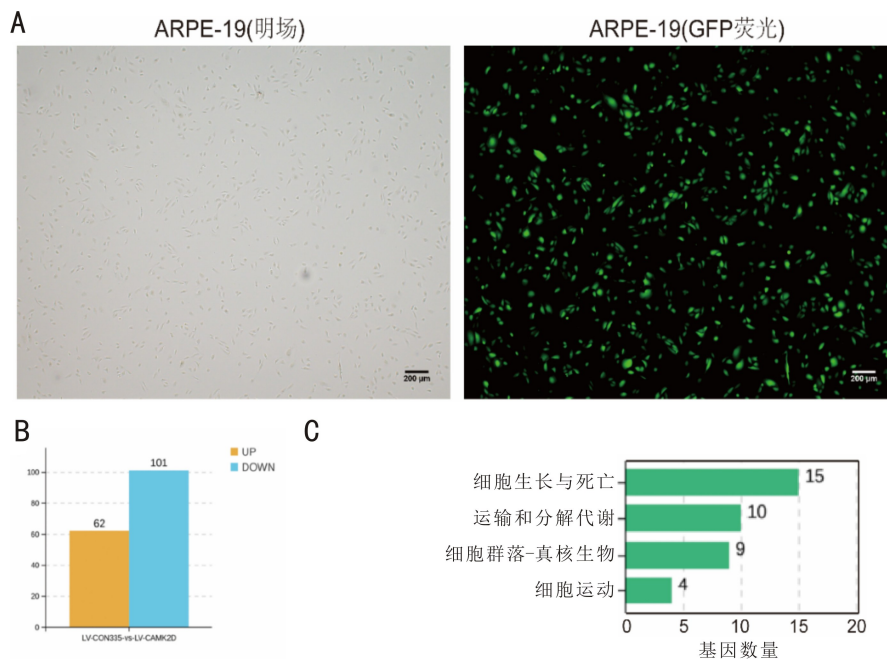 A
ARPE-19(明场)
ARPE-19(GFP荧光)
200 μm
200 μm
B
UP
DOWN
100
80
60
40
20
0
62
101
LV-CON335-vs-LV-CAMK2D
C
细胞生长与死亡
15
运输和分解代谢
10
细胞群落-真核生物
9
细胞运动
4
0
5
10
15
20
基因数量